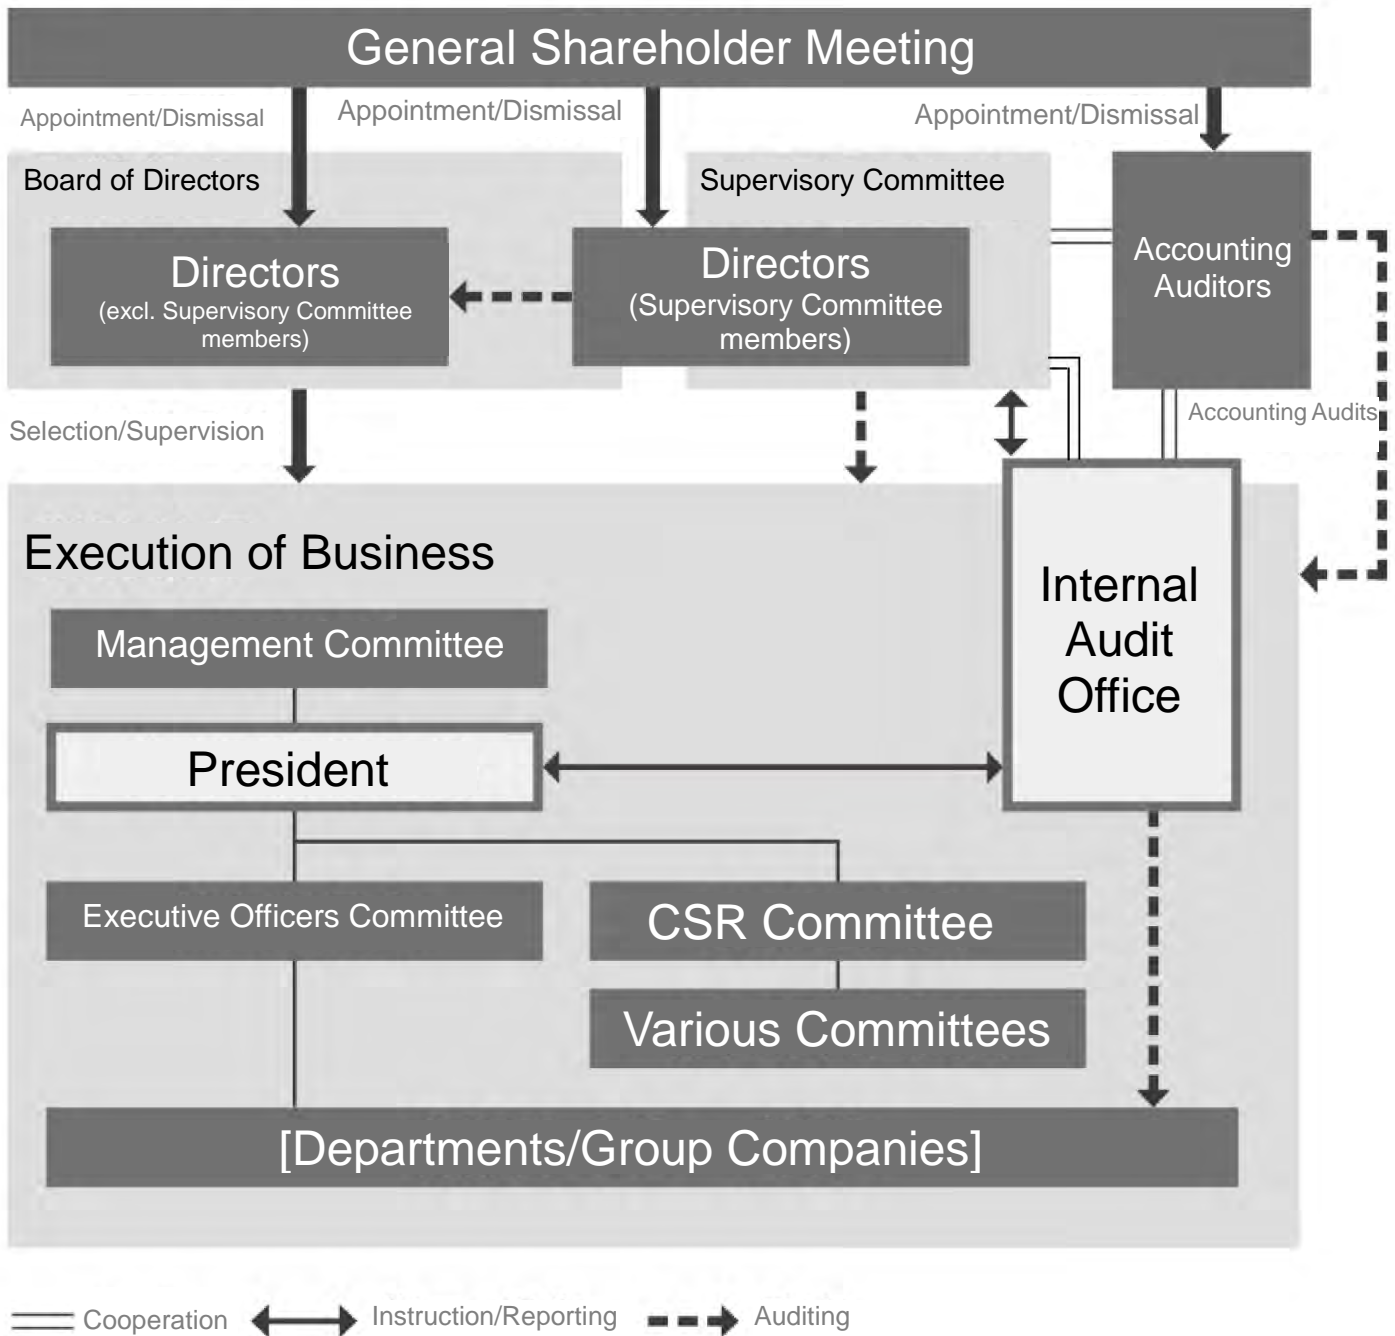 General Shareholder Meeting
Appointment/Dismissal
Appointment/Dismissal
Appointment/Dismissal
Board of Directors
Supervisory Committee
Directors
(excl. Supervisory Committee
members)
Directors
(Supervisory Committee
members)
Accounting
Auditors
Selection/Supervision
Accounting Audits
Execution of Business
Internal
Audit
Office
Management Committee
President
Executive Officers Committee
CSR Committee
Various Committees
[Departments/Group Companies]
Cooperation
Instruction/Reporting
Auditing